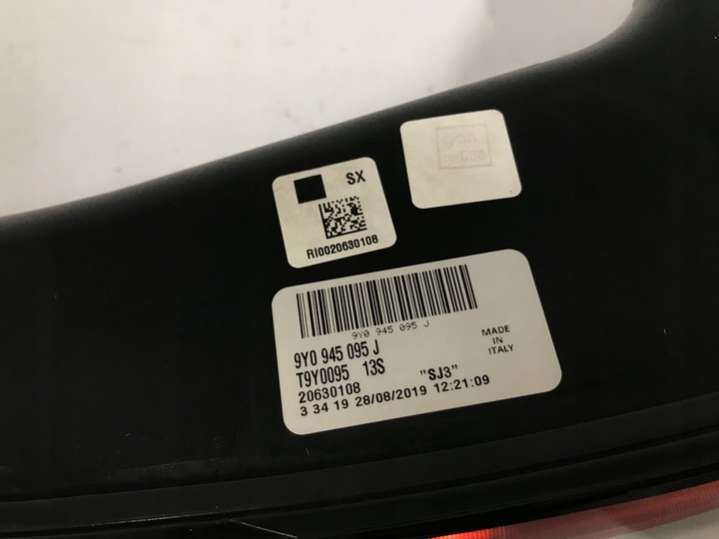 SX
RI0020630108
9Y0 945 095 J
9Y0 945 095 J
T9Y0095 13S
20630108 "SJ3"
3 34 19 28/08/2019 12:21:09
MADE
IN
ITALY